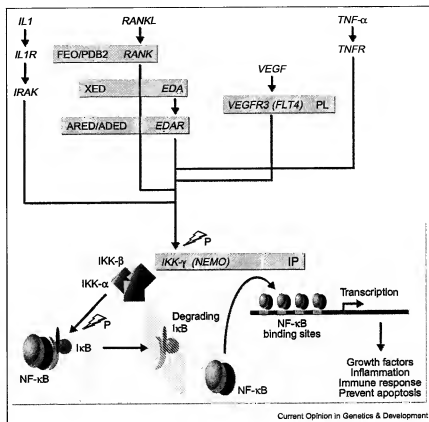 IL1 RANKL TNF-α
IL1R FEO/PDB2 RANK TNFR
IRAK XED EDA VEGF
VEGFR3 (FLT4) PL
ARED/ADED EDAR
P
IKK-β IKK-γ (NEMO) IP
IKK-α
Transcription
P
Degrading
IκB
IκB
NF-κB
binding sites
NF-κB
NF-κB
Growth factors
Inflammation
Immune response
Prevent apoptosis
Current Opinion in Genetics & Development